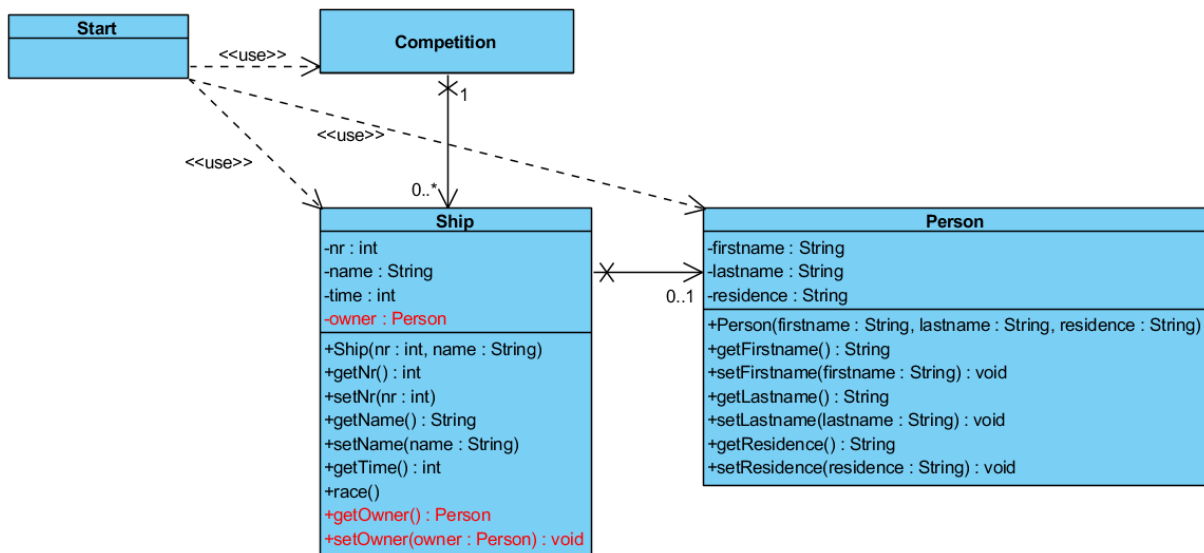 Start
Competition
<<use>>
1
<<use>>
<<use>>
0..*
Ship
-nr : int
-name : String
-time : int
-owner : Person
+Ship(nr : int, name : String)
+getNr() : int
+setNr(nr : int)
+getName() : String
+setName(name : String)
+getTime() : int
+race()
+getOwner() : Person
+setOwner(owner : Person) : void
0..1
Person
-firstname : String
-lastname : String
-residence : String
+Person(firstname : String, lastname : String, residence : String)
+getFirstname() : String
+setFirstname(firstname : String) : void
+getLastname() : String
+setLastname(lastname : String) : void
+getResidence() : String
+setResidence(residence : String) : void